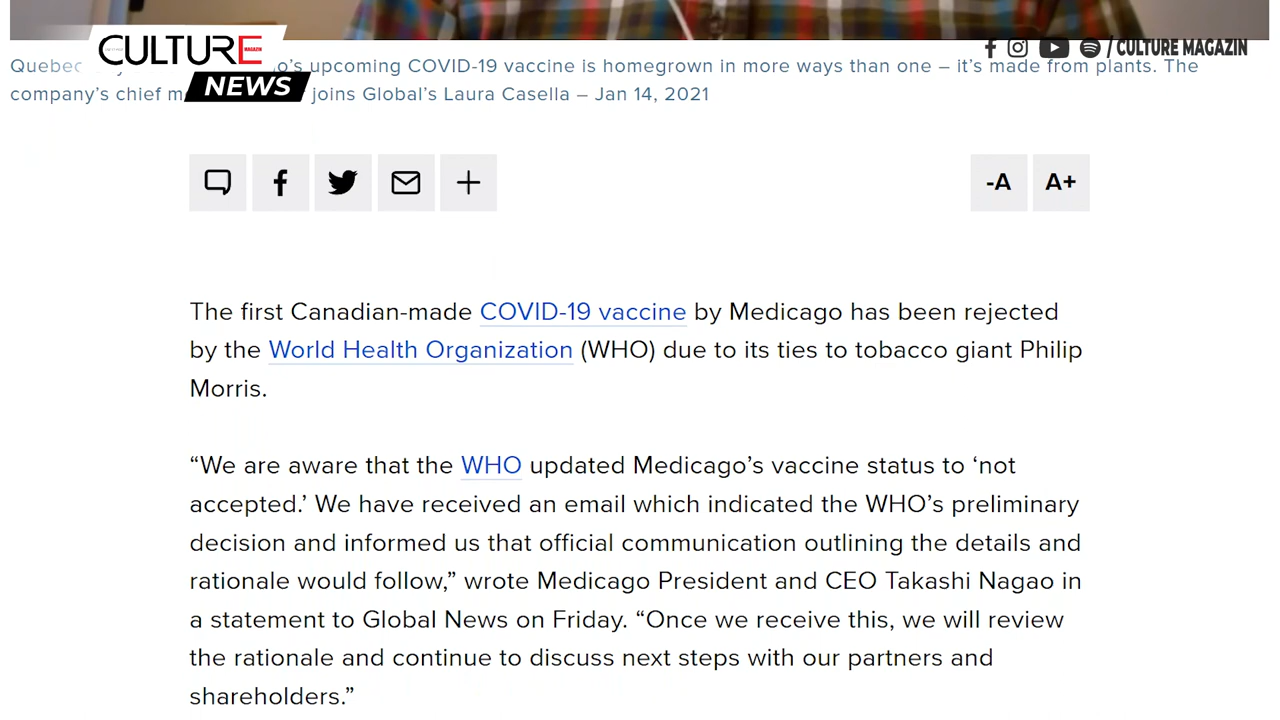 CULTURE
MAGAZIN
NEWS
/ CULTURE MAGAZIN
Quebec o's upcoming COVID-19 vaccine is homegrown in more ways than one – it's made from plants. The
company's chief m joins Global's Laura Casella – Jan 14, 2021
-A A+
The first Canadian-made COVID-19 vaccine by Medicago has been rejected
by the World Health Organization (WHO) due to its ties to tobacco giant Philip
Morris.
“We are aware that the WHO updated Medicago’s vaccine status to ‘not
accepted.’ We have received an email which indicated the WHO’s preliminary
decision and informed us that official communication outlining the details and
rationale would follow,” wrote Medicago President and CEO Takashi Nagao in
a statement to Global News on Friday. “Once we receive this, we will review
the rationale and continue to discuss next steps with our partners and
shareholders.”